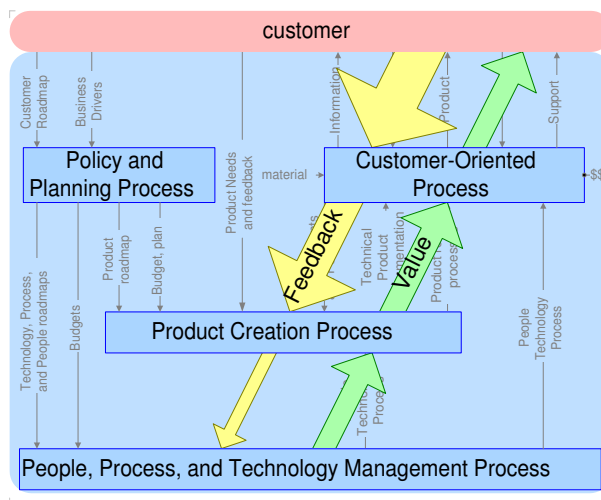 customer
Customer
Roadmap
Business
Drivers
Information
Product
Support
Policy and
Planning Process
Product Needs
and feedback
material
Customer-Oriented
Process
$$
Technology, Process,
and People roadmaps
Budgets
Product
roadmap
Budget, plan
Feedback
Technical
Product
Value
process
People
Technology
Process
Product Creation Process
Process
People, Process, and Technology Management Process